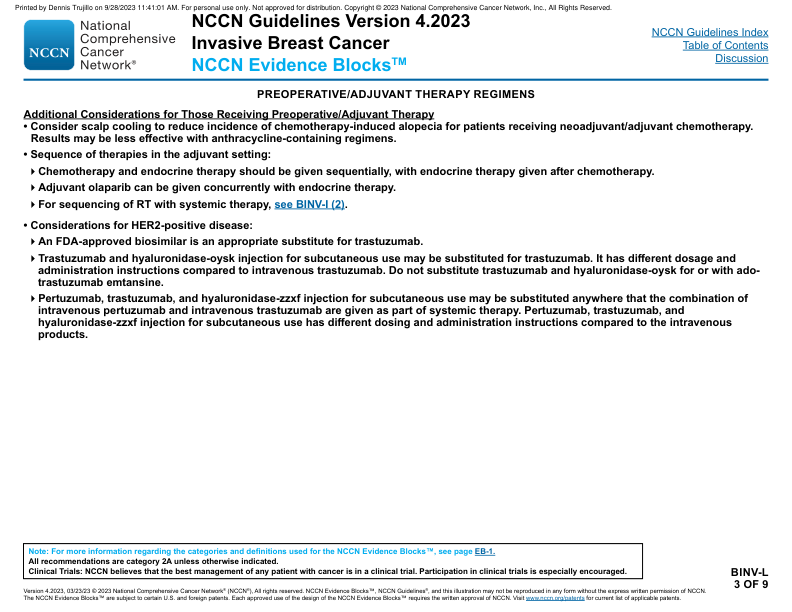 Printed by Dennis Trujillo on 9/28/2023 11:41:01 AM. For personal use only. Not approved for distribution. Copyright © 2023 National Comprehensive Cancer Network, Inc., All Rights Reserved.
NCCN
National
Comprehensive
Cancer
Network®
NCCN Guidelines Version 4.2023
Invasive Breast Cancer
NCCN Evidence Blocks™
NCCN Guidelines Index
Table of Contents
Discussion
PREOPERATIVE/ADJUVANT THERAPY REGIMENS
Additional Considerations for Those Receiving Preoperative/Adjuvant Therapy
• Consider scalp cooling to reduce incidence of chemotherapy-induced alopecia for patients receiving neoadjuvant/adjuvant chemotherapy.
Results may be less effective with anthracycline-containing regimens.
• Sequence of therapies in the adjuvant setting:
Chemotherapy and endocrine therapy should be given sequentially, with endocrine therapy given after chemotherapy.
Adjuvant olaparib can be given concurrently with endocrine therapy.
For sequencing of RT with systemic therapy, see BINV-I (2).
• Considerations for HER2-positive disease:
An FDA-approved biosimilar is an appropriate substitute for trastuzumab.
Trastuzumab and hyaluronidase-oysk injection for subcutaneous use may be substituted for trastuzumab. It has different dosage and
administration instructions compared to intravenous trastuzumab. Do not substitute trastuzumab and hyaluronidase-oysk for or with ado-
trastuzumab emtansine.
Pertuzumab, trastuzumab, and hyaluronidase-zzxf injection for subcutaneous use may be substituted anywhere that the combination of
intravenous pertuzumab and intravenous trastuzumab are given as part of systemic therapy. Pertuzumab, trastuzumab, and
hyaluronidase-zzxf injection for subcutaneous use has different dosing and administration instructions compared to the intravenous
products.
Note: For more information regarding the categories and definitions used for the NCCN Evidence Blocks™, see page EB-1.
All recommendations are category 2A unless otherwise indicated.
Clinical Trials: NCCN believes that the best management of any patient with cancer is in a clinical trial. Participation in clinical trials is especially encouraged.
BINV-L
3 OF 9
Version 4.2023, 03/23/23 © 2023 National Comprehensive Cancer Network® (NCCN®), All rights reserved. NCCN Evidence Blocks™, NCCN Guidelines®, and this illustration may not be reproduced in any form without the express written permission of NCCN.
The NCCN Evidence Blocks™ are subject to certain U.S. and foreign patents. Each approved use of the design of the NCCN Evidence Blocks™ requires the written approval of NCCN. Visit www.nccn.org/patents for current list of applicable patents.